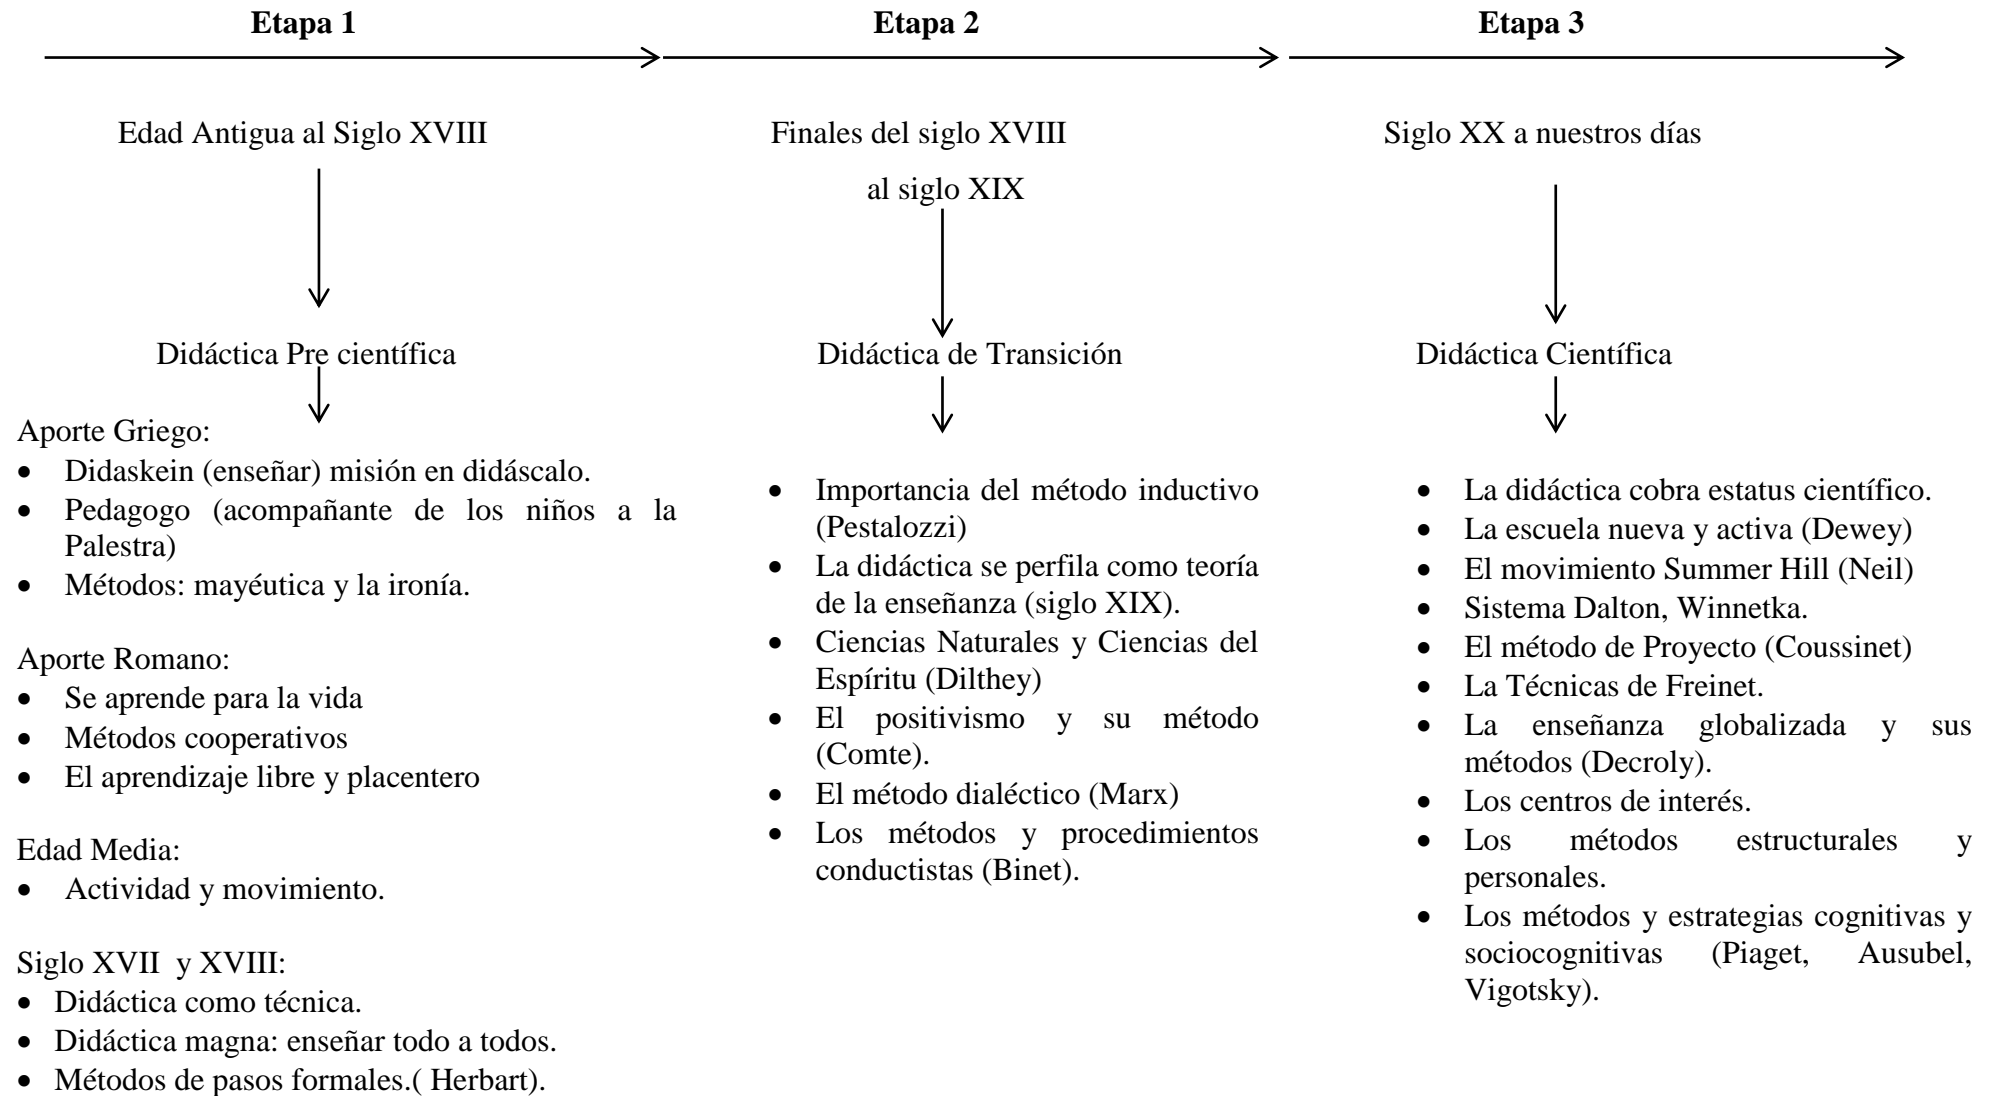 Etapa 1
Etapa 2
Etapa 3
Edad Antigua al Siglo XVIII
Finales del siglo XVIII
al siglo XIX
Siglo XX a nuestros días
Didáctica Pre científica
Didáctica de Transición
Didáctica Científica
Aporte Griego:
• Didaskein (enseñar) misión en didáscalo.
• Pedagogo (acompañante de los niños a la
Palestra)
• Métodos: mayéutica y la ironía.
Aporte Romano:
• Se aprende para la vida
• Métodos cooperativos
• El aprendizaje libre y placentero
Edad Media:
• Actividad y movimiento.
Siglo XVII y XVIII:
• Didáctica como técnica.
• Didáctica magna: enseñar todo a todos.
• Métodos de pasos formales.( Herbart).
• Importancia del método inductivo
(Pestalozzi)
• La didáctica se perfila como teoría
de la enseñanza (siglo XIX).
• Ciencias Naturales y Ciencias del
Espíritu (Dilthey)
• El positivismo y su método
(Comte).
• El método dialéctico (Marx)
• Los métodos y procedimientos
conductistas (Binet).
• La didáctica cobra estatus científico.
• La escuela nueva y activa (Dewey)
• El movimiento Summer Hill (Neil)
• Sistema Dalton, Winnetka.
• El método de Proyecto (Coussinet)
• La Técnicas de Freinet.
• La enseñanza globalizada y sus
métodos (Decroly).
• Los centros de interés.
• Los métodos estructurales y
personales.
• Los métodos y estrategias cognitivas y
sociocognitivas (Piaget, Ausubel,
Vigotsky).